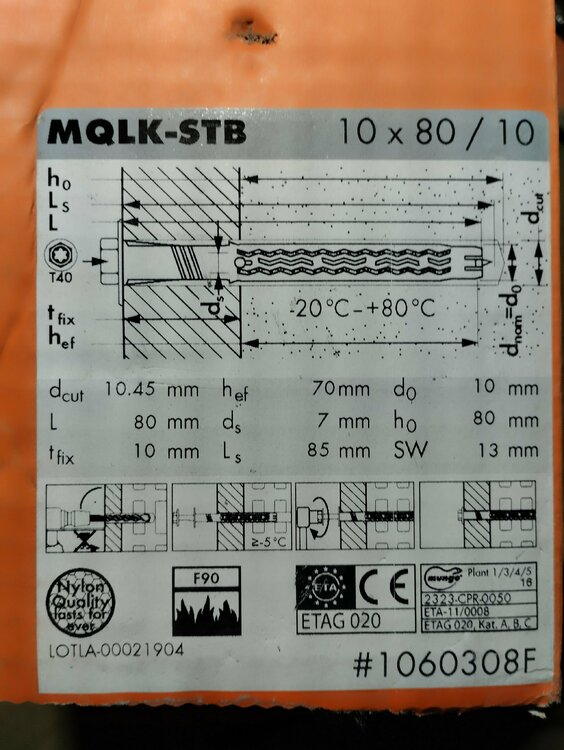 MQLK-STB 10 x 80 / 10
h0
Ls
L
T40
ds
dcut
dnom=d0
tfix
-20°C-+80°C
hef
dcut 10.45 mm hef 70mm d0 10 mm
L 80 mm ds 7 mm h0 80 mm
tfix 10 mm Ls 85 mm SW 13 mm
≥-5°C
Nylon
Quality
lasts for
ever
F90
ETA CE
ETAG 020
mungo Plant 1/3/4/5
16
2323-CPR-0050
ETA-11/0008
ETAG 020, Kat. A, B, C
LOTLA-00021904
#1060308F